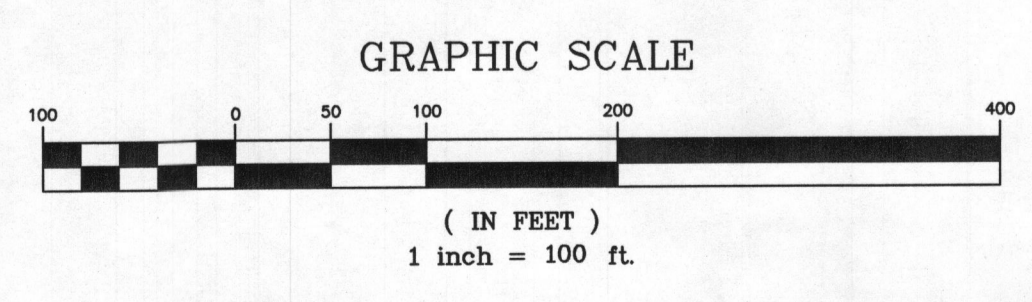 GRAPHIC SCALE
100 0 50 100 200 400
( IN FEET )
1 inch = 100 ft.